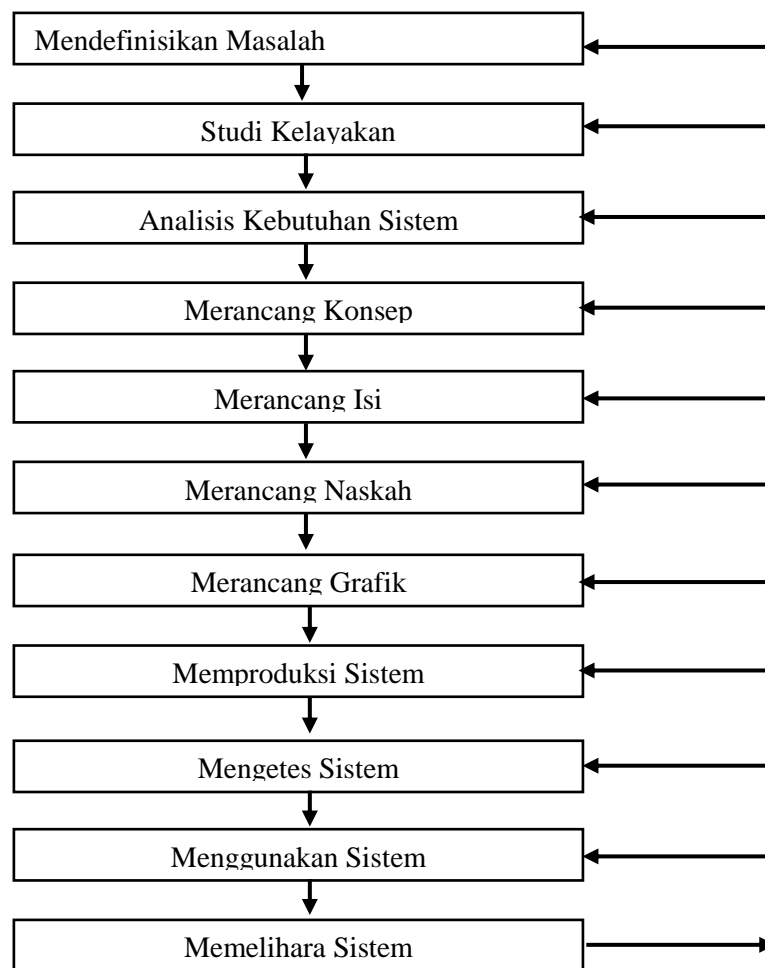 Mendefinisikan Masalah
Studi Kelayakan
Analisis Kebutuhan Sistem
Merancang Konsep
Merancang Isi
Merancang Naskah
Merancang Grafik
Memproduksi Sistem
Mengetes Sistem
Menggunakan Sistem
Memelihara Sistem